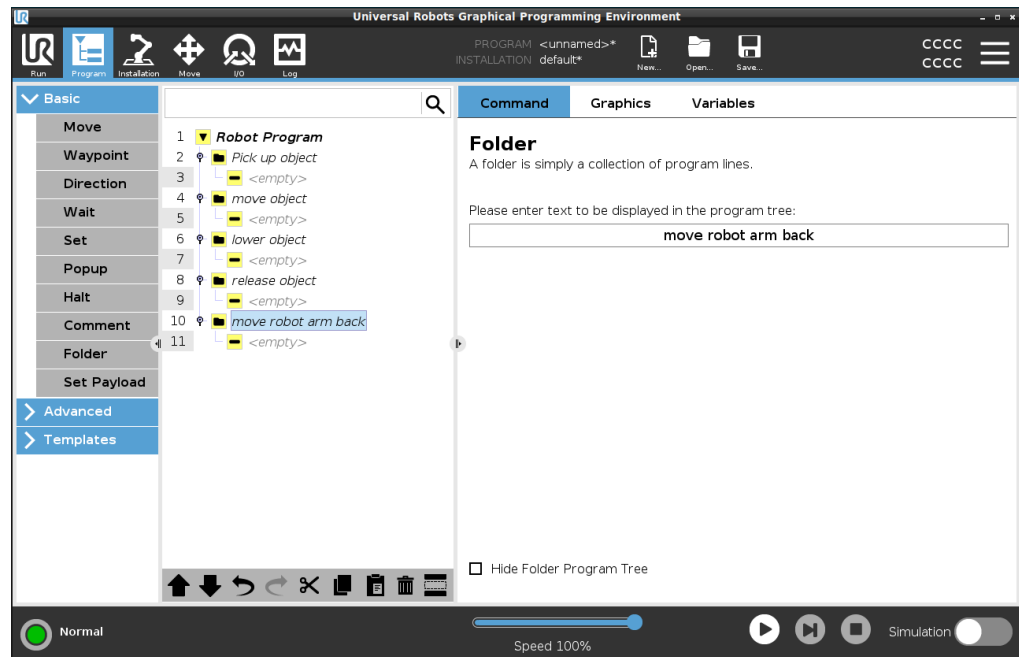 UR
Universal Robots Graphical Programming Environment
UR
Run
Program
Installation
Move
I/O
Log
PROGRAM <unnamed>*
INSTALLATION default*
New...
Open...
Save...
CCCC
CCCC
Basic
Move
Waypoint
Direction
Wait
Set
Popup
Halt
Comment
Folder
Set Payload
Advanced
Templates
1 Robot Program
2 Pick up object
3 <empty>
4 move object
5 <empty>
6 lower object
7 <empty>
8 release object
9 <empty>
10 move robot arm back
11 <empty>
Command Graphics Variables
Folder
A folder is simply a collection of program lines.
Please enter text to be displayed in the program tree:
move robot arm back
Hide Folder Program Tree
Normal
Speed 100%
Simulation